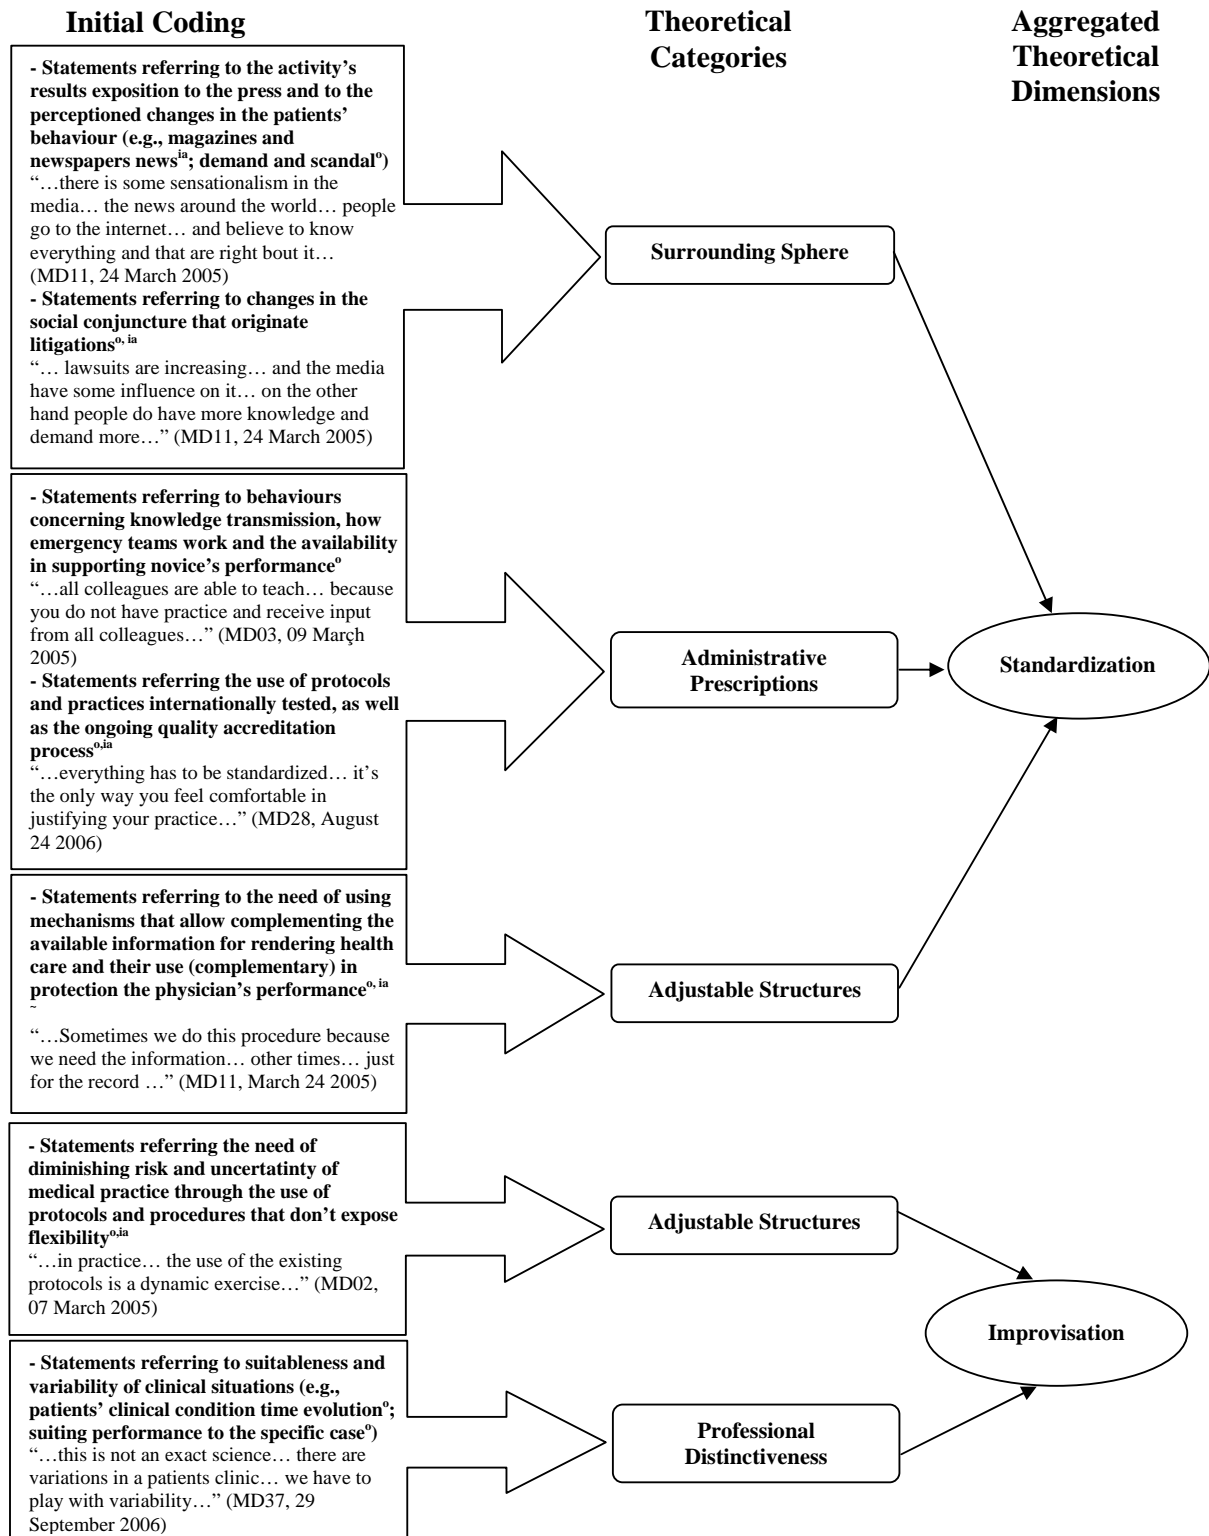 Initial Coding
Theoretical
Categories
Aggregated
Theoretical
Dimensions
- Statements referring to the activity's
results exposition to the press and to the
perceptioned changes in the patients'
behaviour (e.g., magazines and
newspapers news^ia; demand and scandal^o)
“…there is some sensationalism in the
media… the news around the world… people
go to the internet… and believe to know
everything and that are right bout it…
(MD11, 24 March 2005)
- Statements referring to changes in the
social conjuncture that originate
litigations^o, ia
“… lawsuits are increasing… and the media
have some influence on it… on the other
hand people do have more knowledge and
demand more…” (MD11, 24 March 2005)
Surrounding Sphere
- Statements referring to behaviours
concerning knowledge transmission, how
emergency teams work and the availability
in supporting novice's performance^o
“…all colleagues are able to teach… because
you do not have practice and receive input
from all colleagues…” (MD03, 09 Març
2005)
- Statements referring the use of protocols
and practices internationally tested, as well
as the ongoing quality accreditation
process^o,ia
“…everything has to be standardized… it's
the only way you feel comfortable in
justifying your practice…” (MD28, August
24 2006)
Administrative
Prescriptions
Standardization
- Statements referring to the need of using
mechanisms that allow complementing the
available information for rendering health
care and their use (complementary) in
protection the physician's performance^o, ia
~
“…Sometimes we do this procedure because
we need the information… other times… just
for the record …” (MD11, March 24 2005)
Adjustable Structures
- Statements referring the need of
diminishing risk and uncertatinty of
medical practice through the use of
protocols and procedures that don't expose
flexibility^o,ia
“…in practice… the use of the existing
protocols is a dynamic exercise…” (MD02,
07 March 2005)
Adjustable Structures
Improvisation
- Statements referring to suitableness and
variability of clinical situations (e.g.,
patients' clinical condition time evolution^o;
suiting performance to the specific case^o)
“…this is not an exact science… there are
variations in a patients clinic… we have to
play with variability…” (MD37, 29
September 2006)
Professional
Distinctiveness